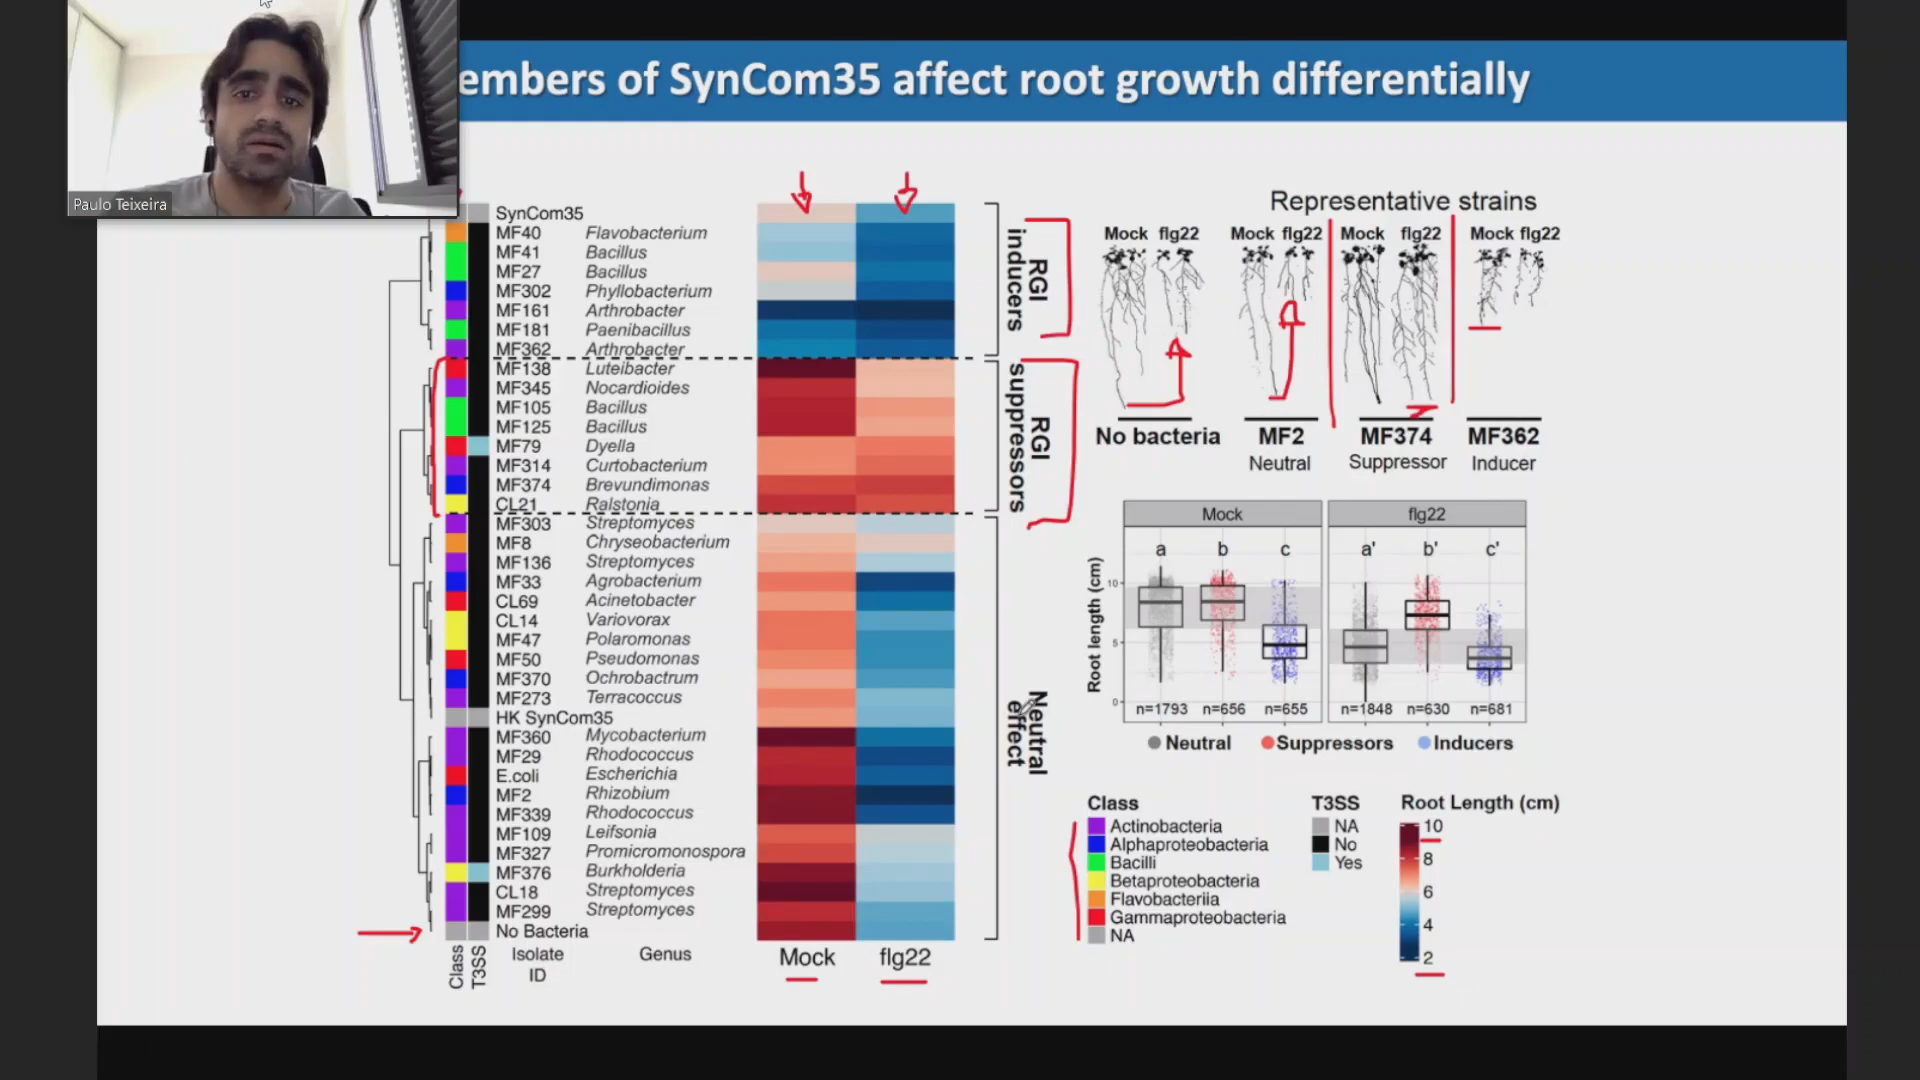 embers of SynCom35 affect root growth differentially
Paulo Teixeira
SynCom35
MF40 Flavobacterium
MF41 Bacillus
MF27 Bacillus
MF302 Phyllobacterium
MF161 Arthrobacter
MF181 Paenibacillus
MF362 Arthrobacter
MF138 Luteibacter
MF345 Nocardioides
MF105 Bacillus
MF125 Bacillus
MF79 Dyella
MF314 Curtobacterium
MF374 Brevundimonas
CL21 Ralstonia
MF303 Streptomyces
MF8 Chryseobacterium
MF136 Streptomyces
MF33 Agrobacterium
CL69 Acinetobacter
CL14 Variovorax
MF47 Polaromonas
MF50 Pseudomonas
MF370 Ochrobactrum
MF273 Terracoccus
HK SynCom35
MF360 Mycobacterium
MF29 Rhodococcus
E.coli Escherichia
MF2 Rhizobium
MF339 Rhodococcus
MF109 Leifsonia
MF327 Promicromonospora
MF376 Burkholderia
CL18 Streptomyces
MF299 Streptomyces
No Bacteria
Class
T3SS
Isolate
ID
Genus
Mock
flg22
RGI
inducers
RGI
suppressors
Neutral
effect
Representative strains
Mock flg22 Mock flg22 Mock flg22 Mock flg22
No bacteria MF2 MF374 MF362
Neutral Suppressor Inducer
Mock flg22
a b c a' b' c'
Root length (cm)
10
5
0
n=1793 n=656 n=655 n=1848 n=630 n=681
Neutral Suppressors Inducers
Class
Actinobacteria
Alphaproteobacteria
Bacilli
Betaproteobacteria
Flavobacteriia
Gammaproteobacteria
NA
T3SS
NA
No
Yes
Root Length (cm)
10
8
6
4
2